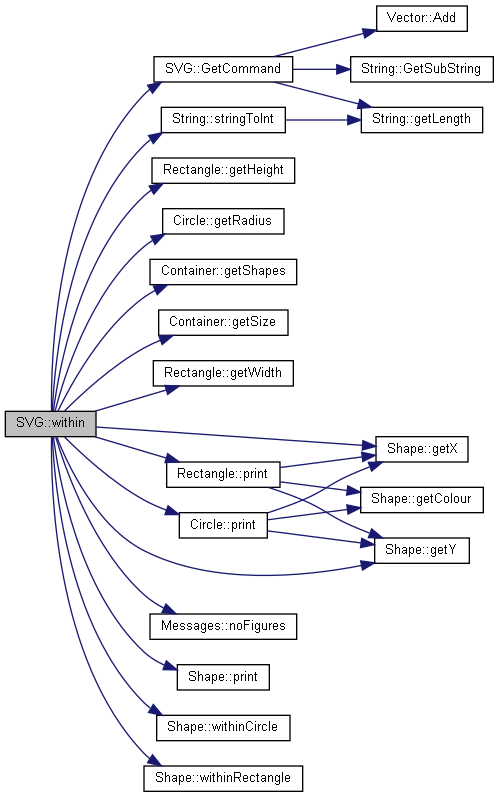 Vector::Add
SVG::GetCommand
String::GetSubString
String::stringToInt
String::getLength
Rectangle::getHeight
Circle::getRadius
Container::getShapes
Container::getSize
Rectangle::getWidth
SVG::within
Shape::getX
Rectangle::print
Shape::getColour
Circle::print
Shape::getY
Messages::noFigures
Shape::print
Shape::withinCircle
Shape::withinRectangle